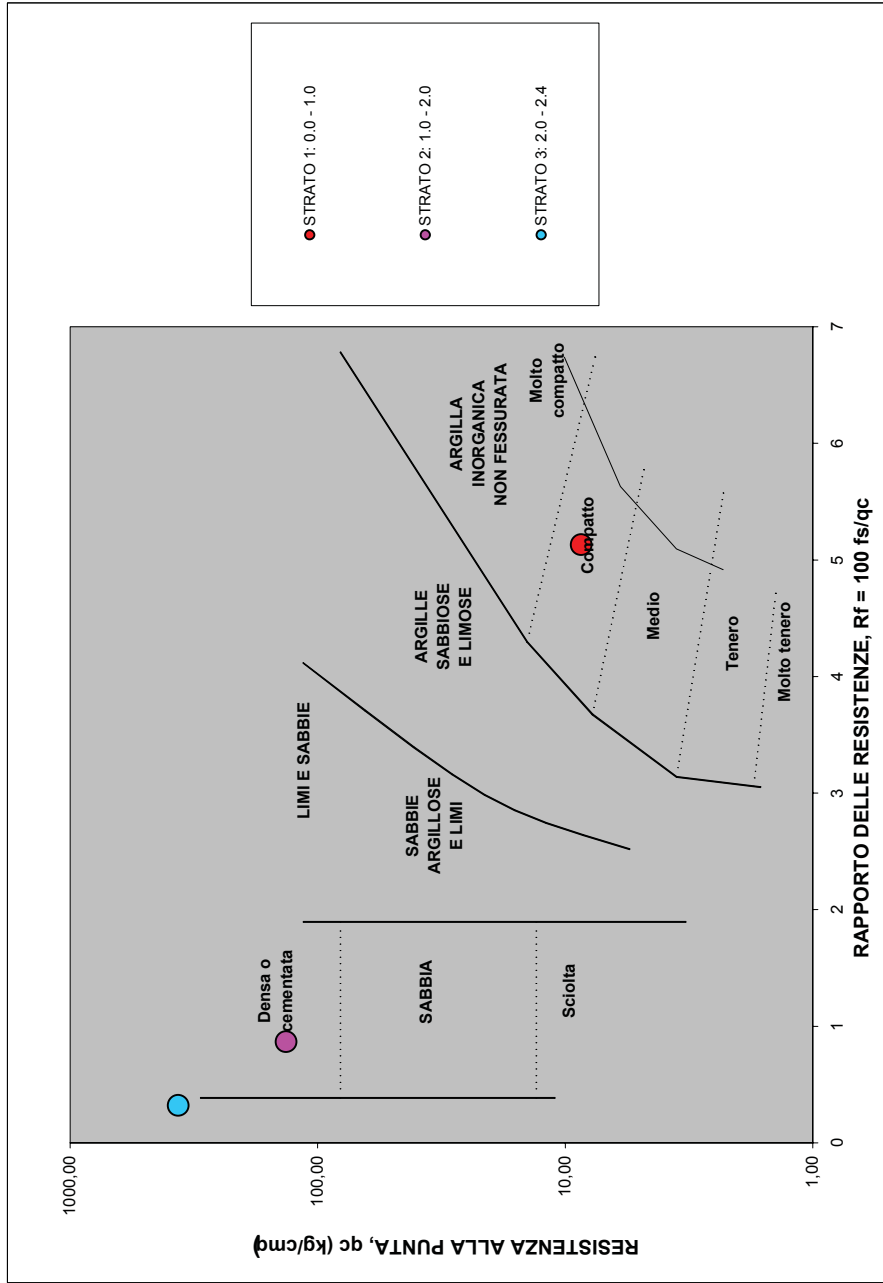 STRATO 1: 0.0 - 1.0
STRATO 2: 1.0 - 2.0
STRATO 3: 2.0 - 2.4
RESISTENZA ALLA PUNTA, qc (kg/cmq)
1000,00
100,00
10,00
1,00
0
1
2
3
4
5
6
7
RAPPORTO DELLE RESISTENZE, Rf = 100 fs/qc
Densa o
cementata
SABBIA
Sciolta
LIMI E SABBIE
SABBIE
ARGILLOSE
E LIMI
ARGILLE
SABBIOSE
E LIMOSE
ARGILLA
INORGANICA
NON FESSURATA
Molto
compatto
Compatto
Medio
Tenero
Molto tenero